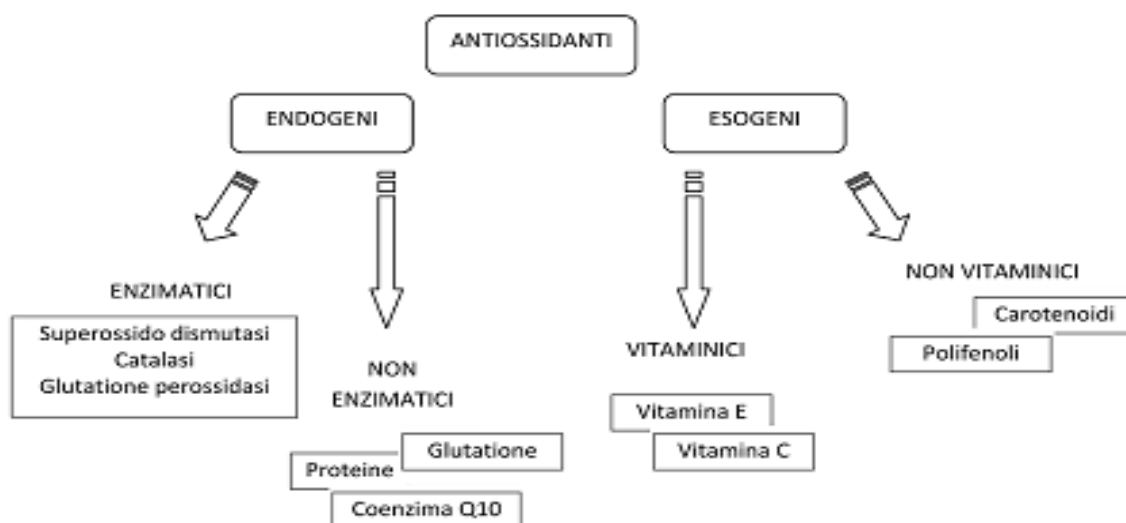 ANTIOSSIDANTI
ENDOGENI
ESOGENI
ENZIMATICI
Superossido dismutasi
Catalasi
Glutatione perossidasi
NON
ENZIMATICI
Glutatione
Proteine
Coenzima Q10
VITAMINICI
Vitamina E
Vitamina C
NON VITAMINICI
Carotenoidi
Polifenoli